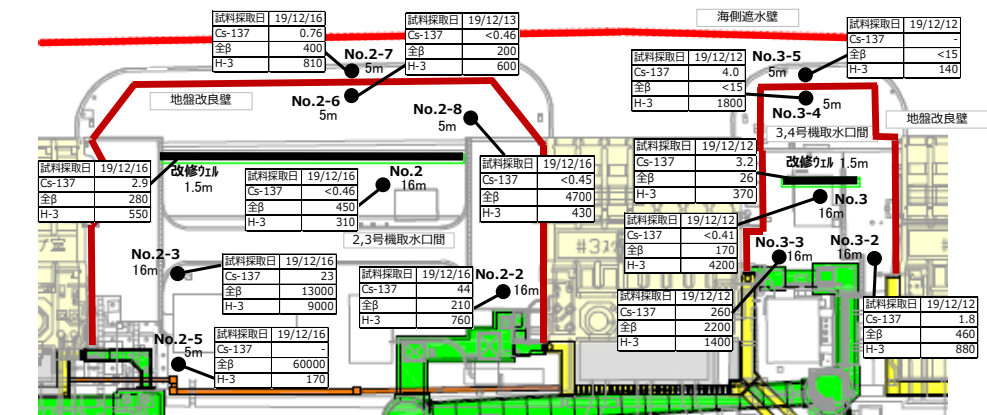 海側遮水壁
試料採取日 19/12/16
Cs-137 0.76
全β 400
H-3 810
試料採取日 19/12/13
Cs-137 <0.46
全β 200
H-3 600
No.2-7
5m
地盤改良壁
No.2-6
5m
No.2-8
5m
試料採取日 19/12/12
Cs-137 -
全β <15
H-3 140
No.3-5
5m
試料採取日 19/12/12
Cs-137 4.0
全β <15
H-3 1800
5m
No.3-4
地盤改良壁
3,4号機取水口間
試料採取日 19/12/16
Cs-137 2.9
全β 280
H-3 550
改修ウェル
1.5m
試料採取日 19/12/16
Cs-137 <0.46
全β 450
H-3 310
No.2
16m
試料採取日 19/12/16
Cs-137 <0.45
全β 4700
H-3 430
試料採取日 19/12/12
Cs-137 3.2
全β 26
H-3 370
改修ウェル 1.5m
No.3
16m
2,3号機取水口間
試料採取日 19/12/12
Cs-137 <0.41
全β 170
H-3 4200
No.2-3
16m
試料採取日 19/12/16
Cs-137 23
全β 13000
H-3 9000
試料採取日 19/12/16
Cs-137 44
全β 210
H-3 760
No.2-2
16m
#3ス
No.3-3
16m
No.3-2
16m
試料採取日 19/12/12
Cs-137 260
全β 2200
H-3 1400
試料採取日 19/12/12
Cs-137 1.8
全β 460
H-3 880
No.2-5
5m
試料採取日 19/12/16
Cs-137 -
全β 60000
H-3 170